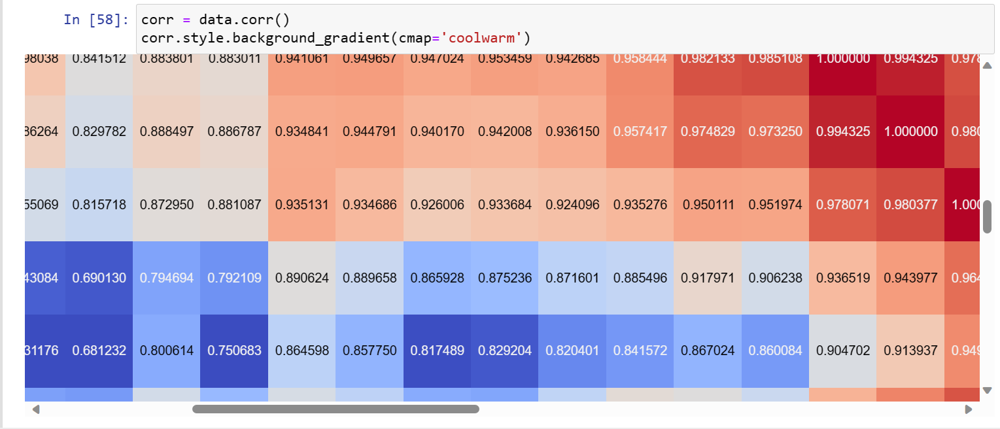 In [58]: corr = data.corr()
corr.style.background_gradient(cmap='coolwarm')
98038 0.841512 0.883801 0.883011 0.941061 0.949657 0.947024 0.953459 0.942685 0.958444 0.982133 0.985108 1.000000 0.994325 0.978
36264 0.829782 0.888497 0.886787 0.934841 0.944791 0.940170 0.942008 0.936150 0.957417 0.974829 0.973250 0.994325 1.000000 0.980
55069 0.815718 0.872950 0.881087 0.935131 0.934686 0.926006 0.933684 0.924096 0.935276 0.950111 0.951974 0.978071 0.980377 1.000
43084 0.690130 0.794694 0.792109 0.890624 0.889658 0.865928 0.875236 0.871601 0.885496 0.917971 0.906238 0.936519 0.943977 0.964
31176 0.681232 0.800614 0.750683 0.864598 0.857750 0.817489 0.829204 0.820401 0.841572 0.867024 0.860084 0.904702 0.913937 0.949